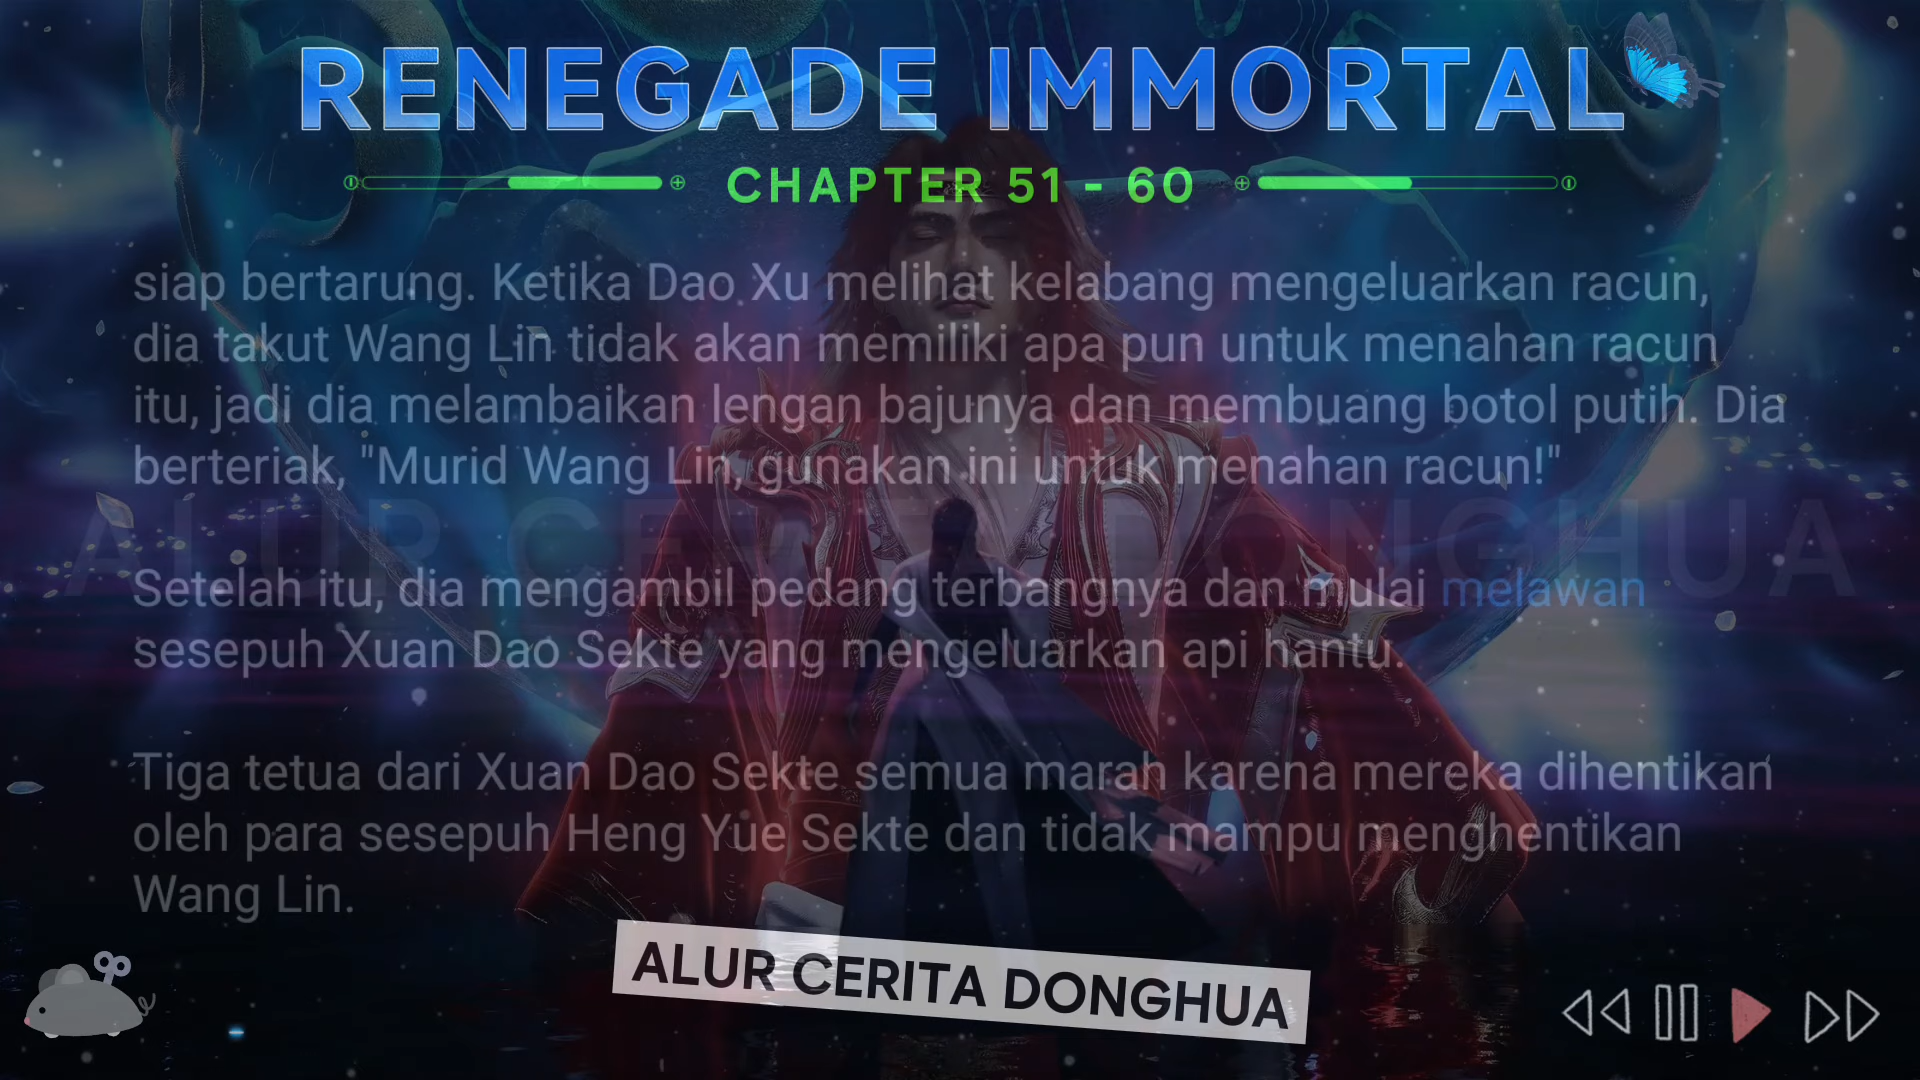 RENEGADE IMMORTAL
CHAPTER 51 - 60
siap bertarung. Ketika Dao Xu melihat kelabang mengeluarkan racun,
dia takut Wang Lin tidak akan memiliki apa pun untuk menahan racun
itu, jadi dia melambaikan lengan bajunya dan membuang botol putih. Dia
berteriak, "Murid Wang Lin, gunakan ini untuk menahan racun!"
ALUR CERITA DONGHUA
Setelah itu, dia mengambil pedang terbangnya dan mulai melawan
sesepuh Xuan Dao Sekte yang mengeluarkan api hantu.
Tiga tetua dari Xuan Dao Sekte semua marah karena mereka dihentikan
oleh para sesepuh Heng Yue Sekte dan tidak mampu menghentikan
Wang Lin.
ALUR CERITA DONGHUA